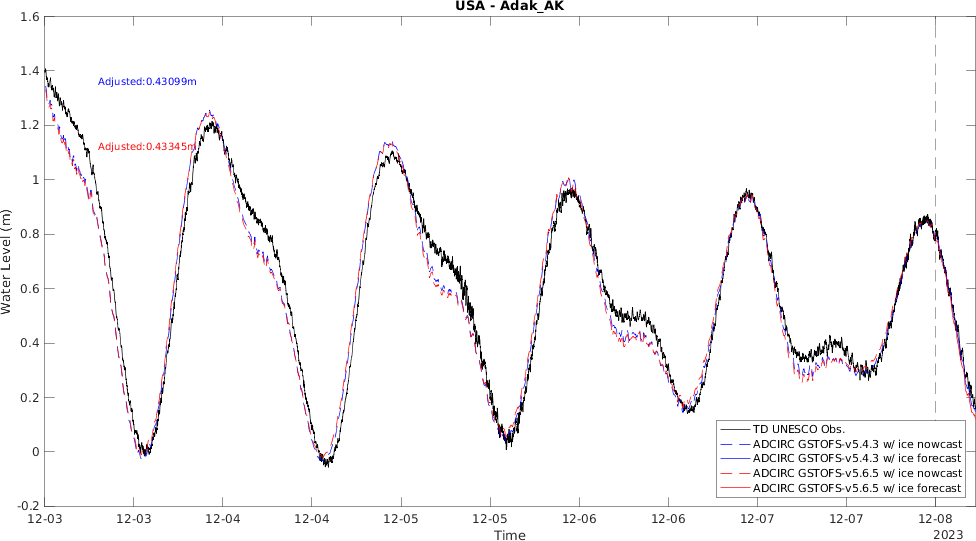 USA - Adak_AK
1.6
1.4
1.2
1
0.8
0.6
0.4
0.2
0
-0.2
Water Level (m)
Adjusted:0.43099m
Adjusted:0.43345m
TD UNESCO Obs.
ADCIRC GSTOFS-v5.4.3 w/ ice nowcast
ADCIRC GSTOFS-v5.4.3 w/ ice forecast
ADCIRC GSTOFS-v5.6.5 w/ ice nowcast
ADCIRC GSTOFS-v5.6.5 w/ ice forecast
12-03 12-03 12-04 12-04 12-05 12-05 12-06 12-06 12-07 12-07 12-08
2023
Time